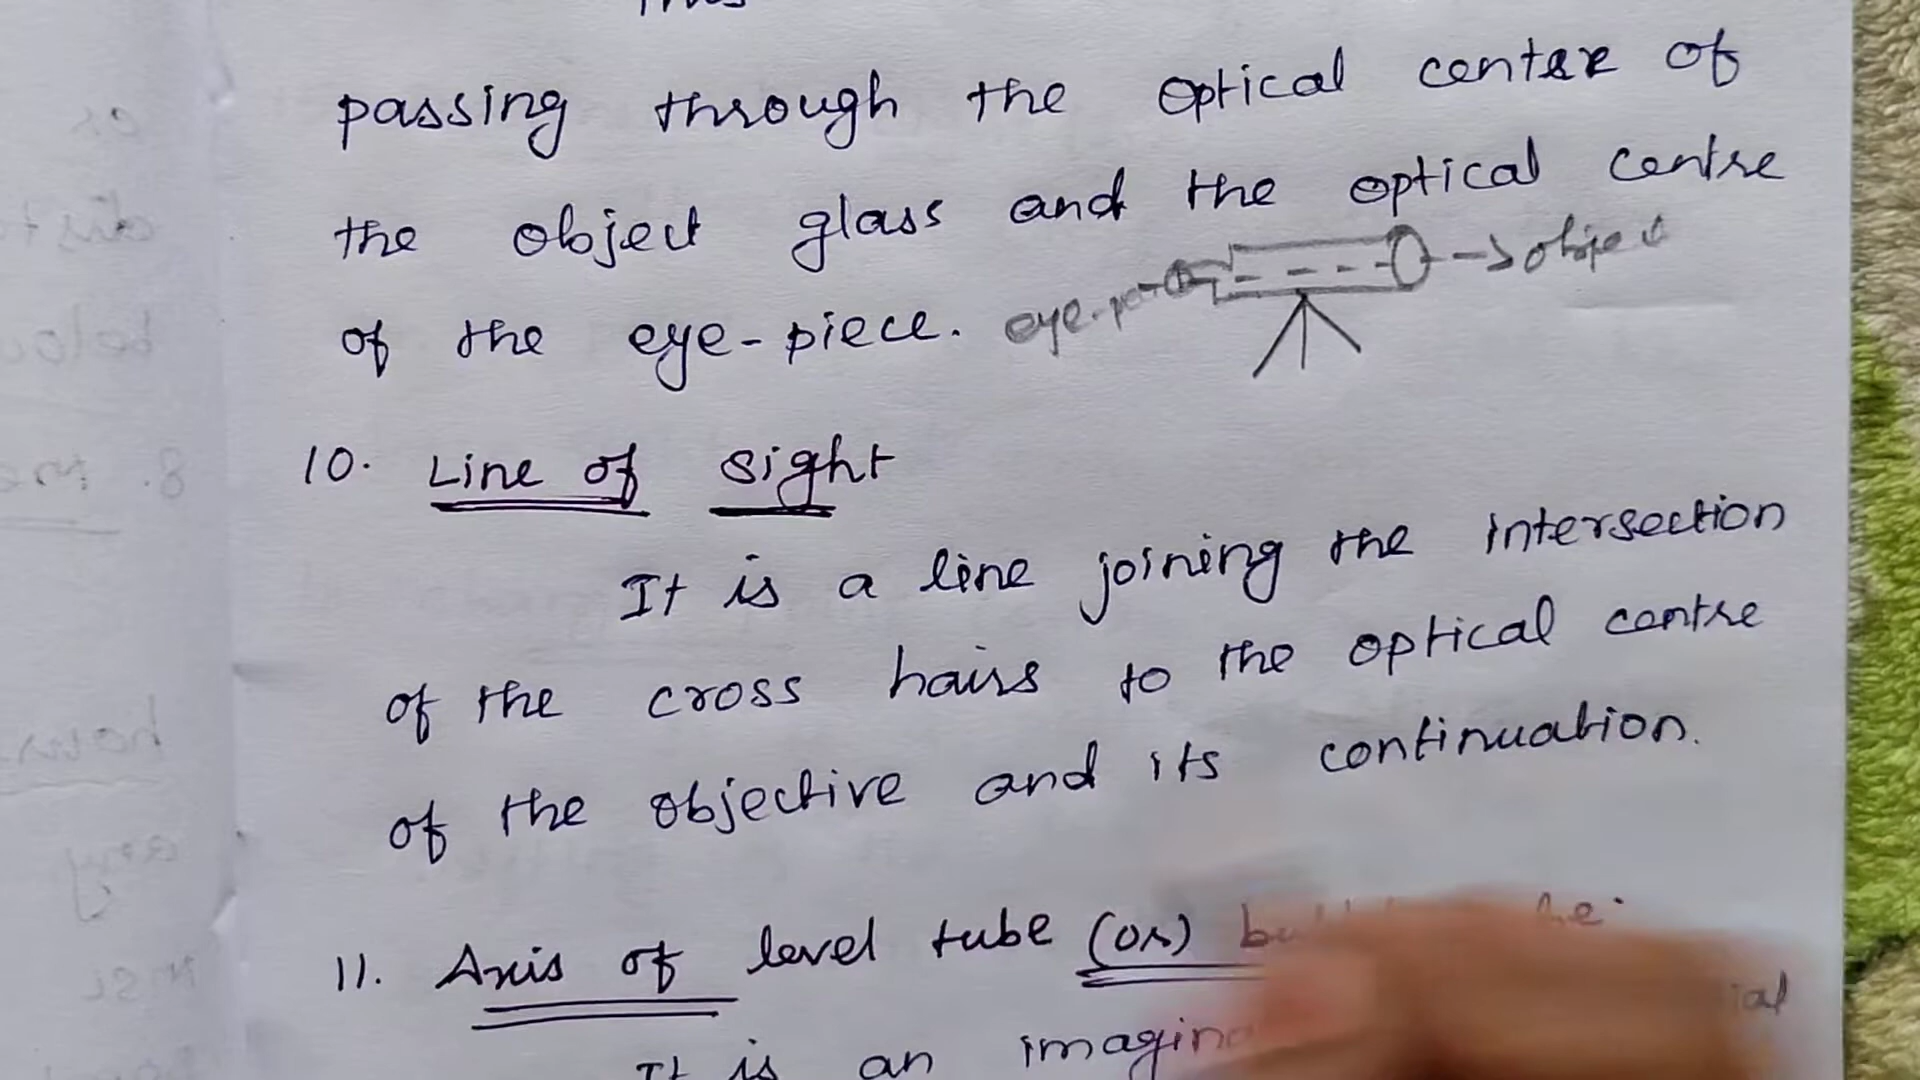 passing through the optical center of
the object glass and the optical centre
of the eye-piece.
object
10. Line of sight
It is a line joining the intersection
of the cross hairs to the optical centre
of the objective and its continuation.
11. Axis of level tube (or)
It is an